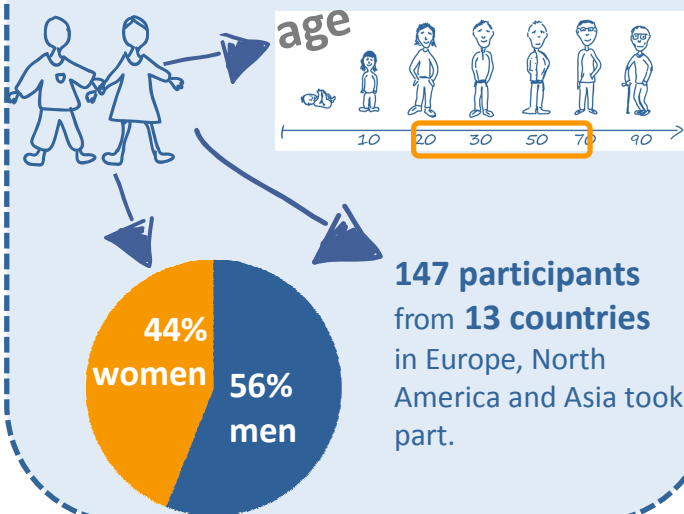 age
10 20 30 50 70 90
44%
women
56%
men
147 participants
from 13 countries
in Europe, North
America and Asia took
part.